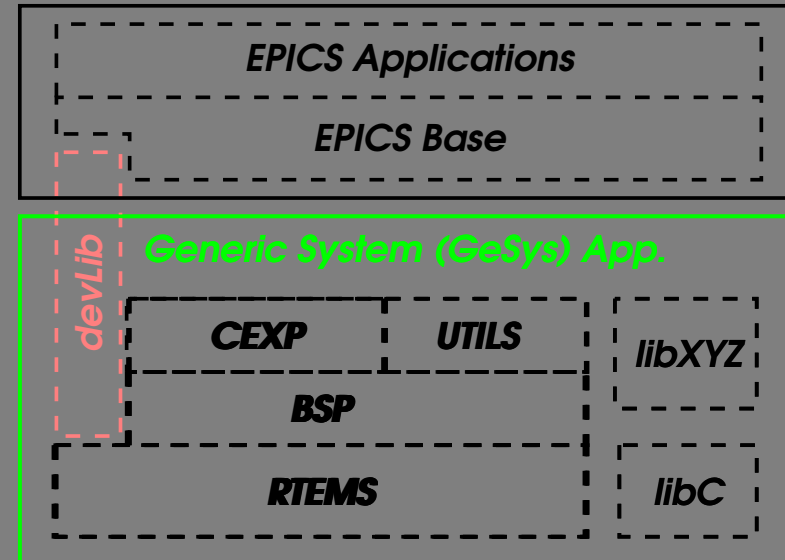 EPICS Applications
EPICS Base
devLib
Generic System (GeSys) App.
CEXP
UTILS
libXYZ
BSP
RTEMS
libC